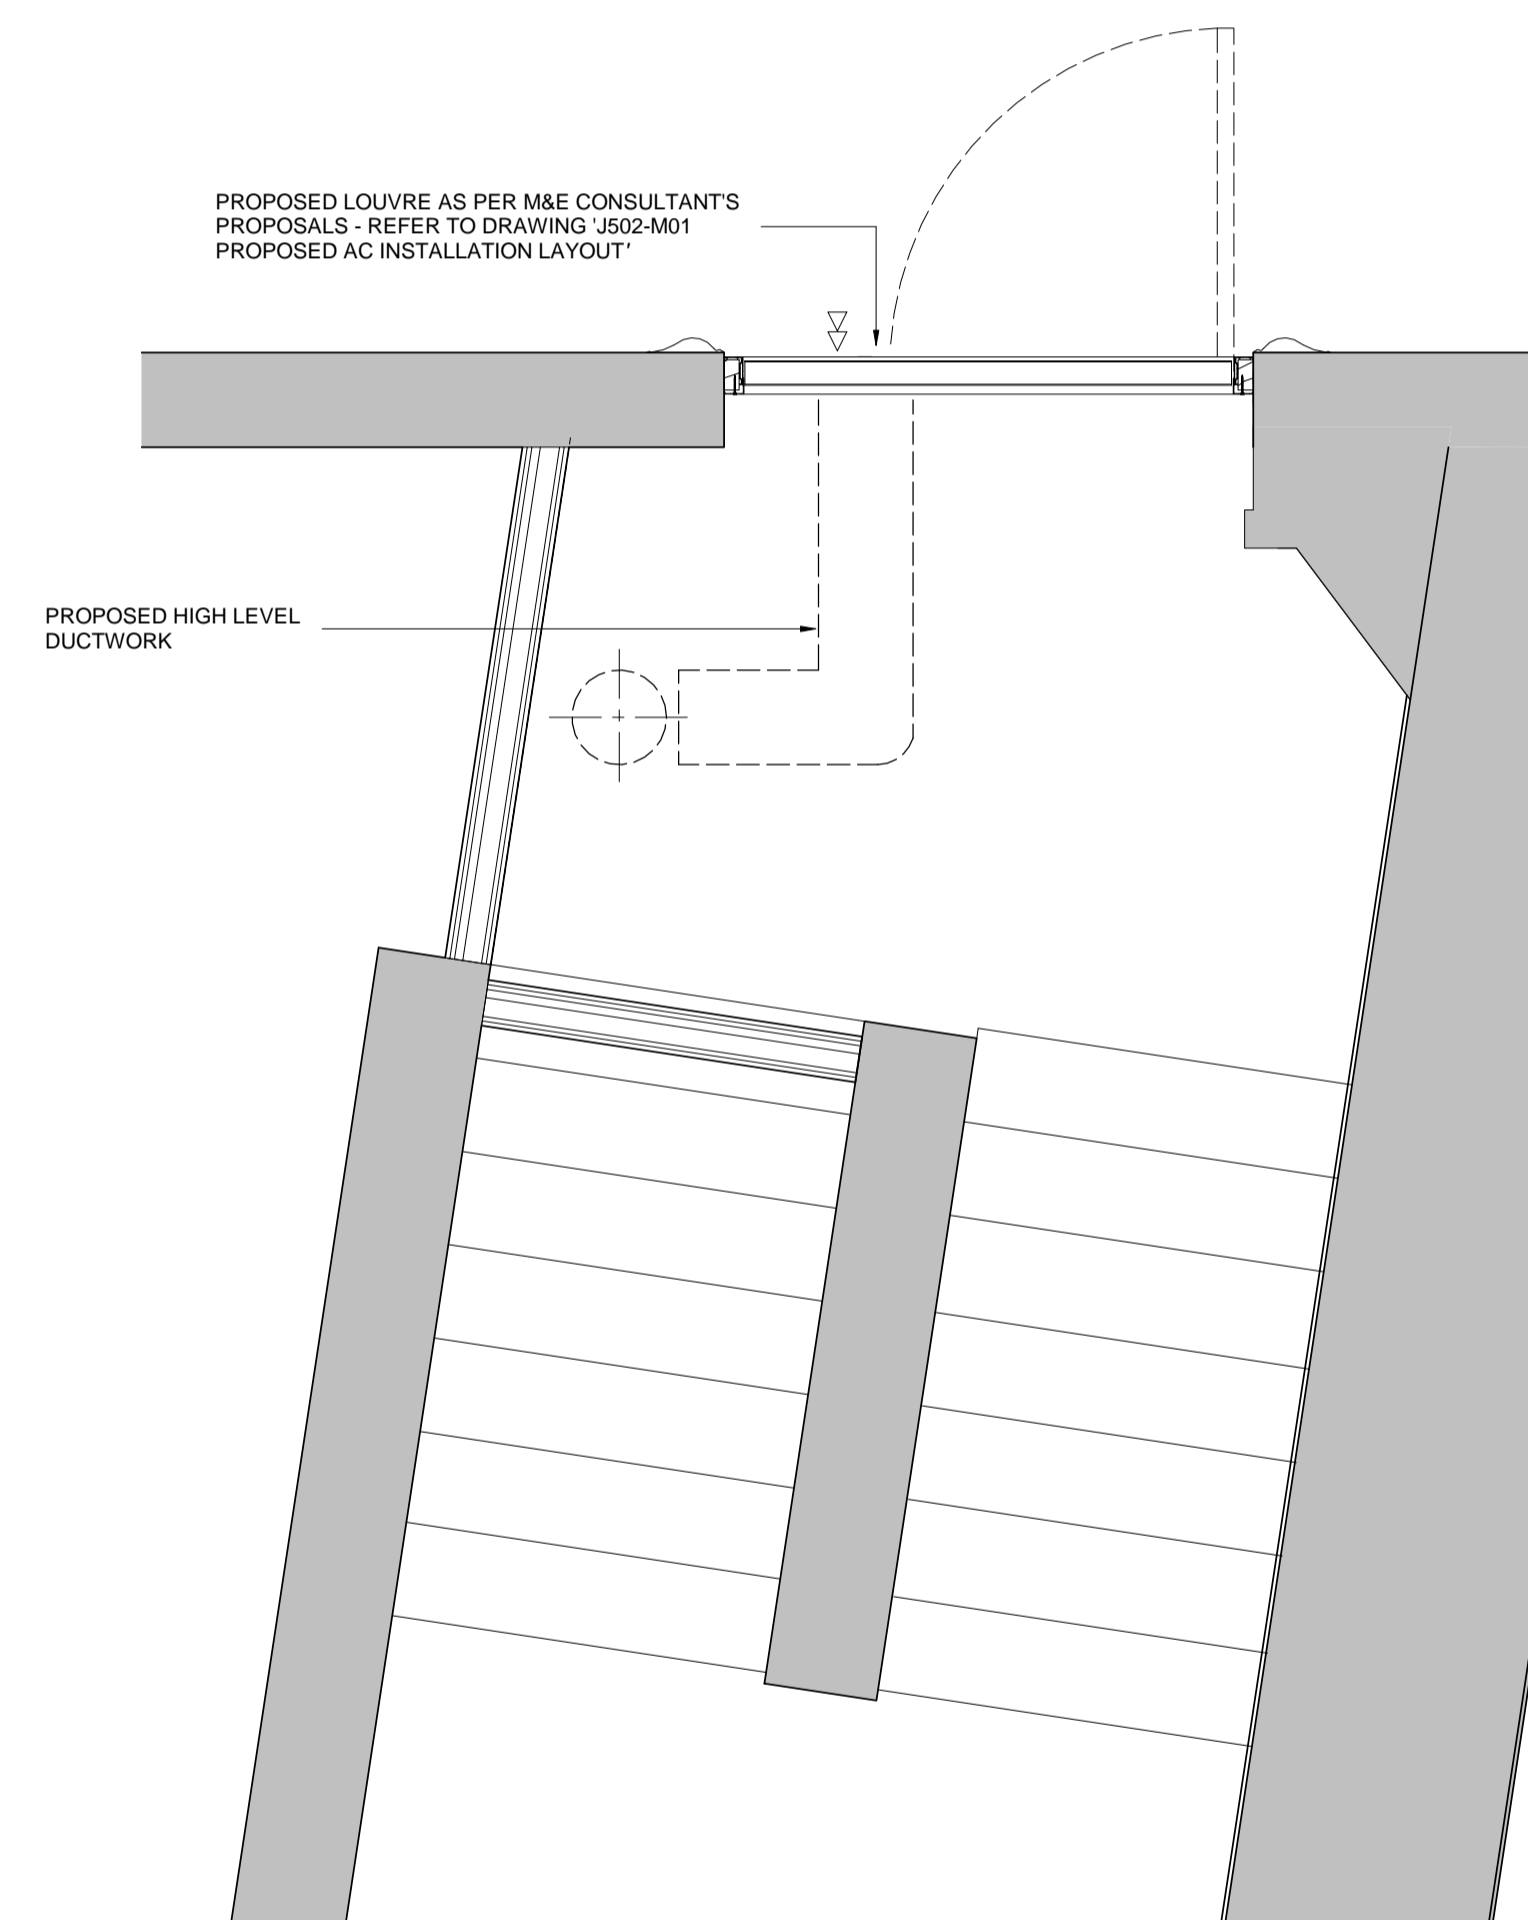 PROPOSED LOUVRE AS PER M&E CONSULTANT'S
PROPOSALS - REFER TO DRAWING 'J502-M01
PROPOSED AC INSTALLATION LAYOUT'
PROPOSED HIGH LEVEL
DUCTWORK